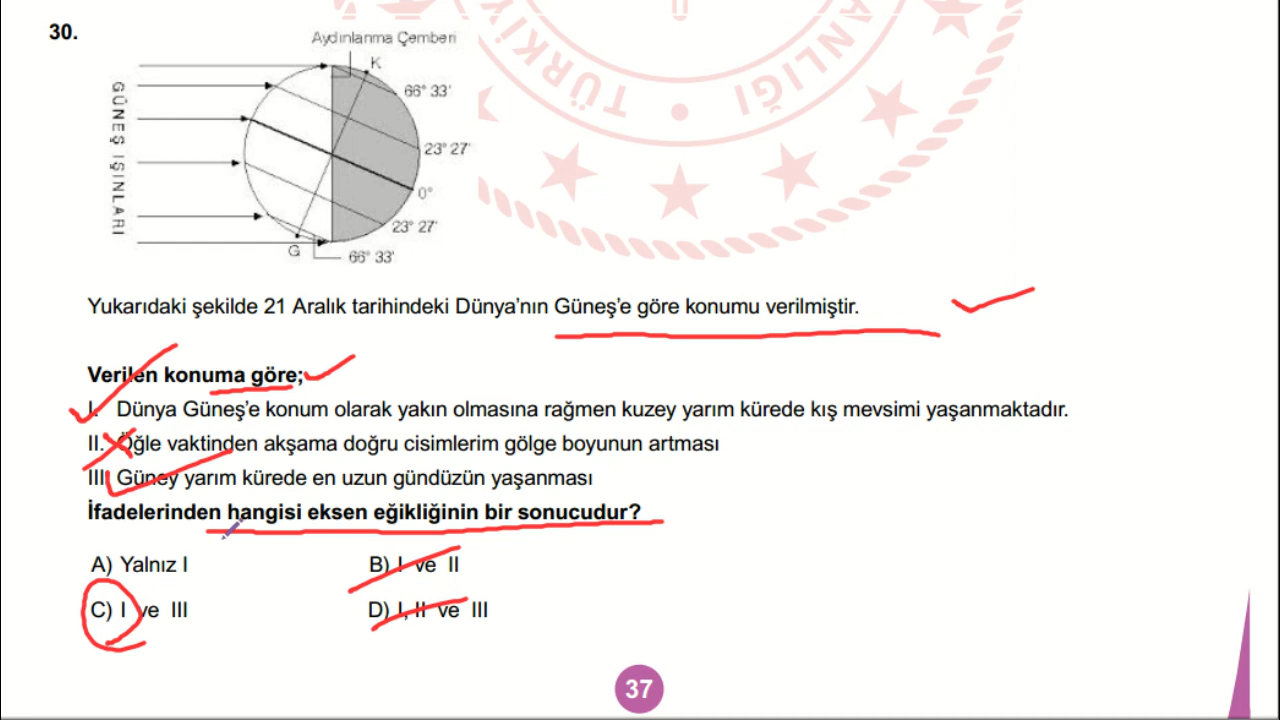 30.
Aydınlanma Çemberi
K
66° 33'
GÜNEŞ IŞINLARI
23° 27'
0°
23° 27'
G
66° 33'
TÜRKİY
ANLIĞI
Yukarıdaki şekilde 21 Aralık tarihindeki Dünya'nın Güneş'e göre konumu verilmiştir.
Verilen konuma göre;
I. Dünya Güneş'e konum olarak yakın olmasına rağmen kuzey yarım kürede kış mevsimi yaşanmaktadır.
II. Öğle vaktinden akşama doğru cisimlerim gölge boyunun artması
III. Güney yarım kürede en uzun gündüzün yaşanması
İfadelerinden hangisi eksen eğikliğinin bir sonucudur?
A) Yalnız I
B) I ve II
C) I ve III
D) I, II ve III
37